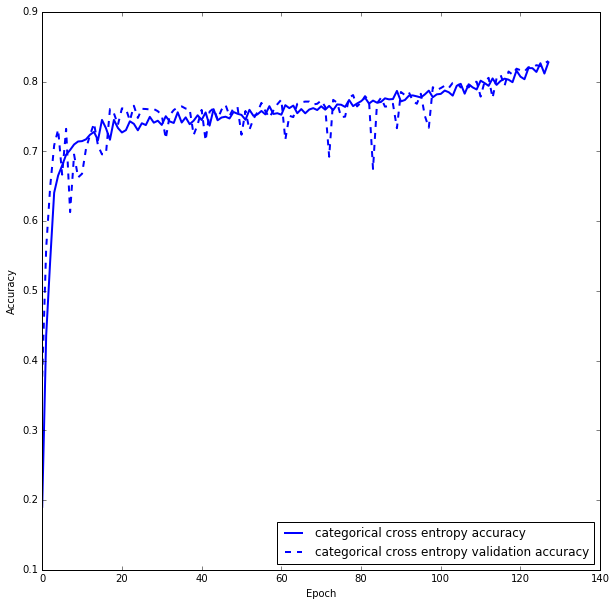 0.9
0.8
0.7
0.6
0.5
0.4
0.3
0.2
0.1
Accuracy
categorical cross entropy accuracy
categorical cross entropy validation accuracy
0 20 40 60 80 100 120 140
Epoch